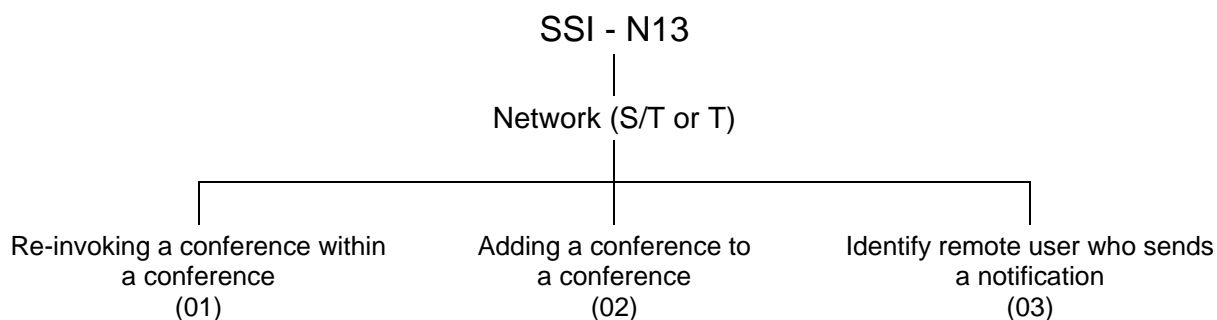 SSI - N13
Network (S/T or T)
Re-invoking a conference within
a conference
(01)
Adding a conference to
a conference
(02)
Identify remote user who sends
a notification
(03)